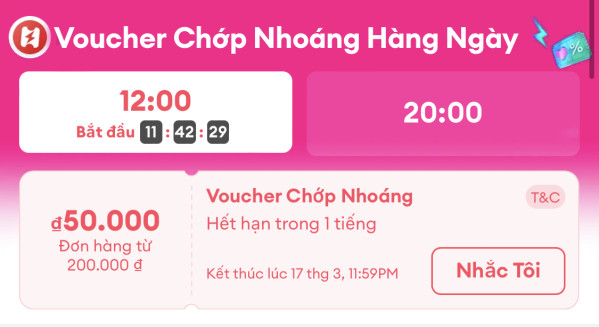 Voucher Chớp Nhoáng Hàng Ngày
%
12:00
Bắt đầu 11 : 42 : 29
20:00
₫50.000
Đơn hàng từ
200.000 ₫
Voucher Chớp Nhoáng
T&C
Hết hạn trong 1 tiếng
Kết thúc lúc 17 thg 3, 11:59PM
Nhắc Tôi